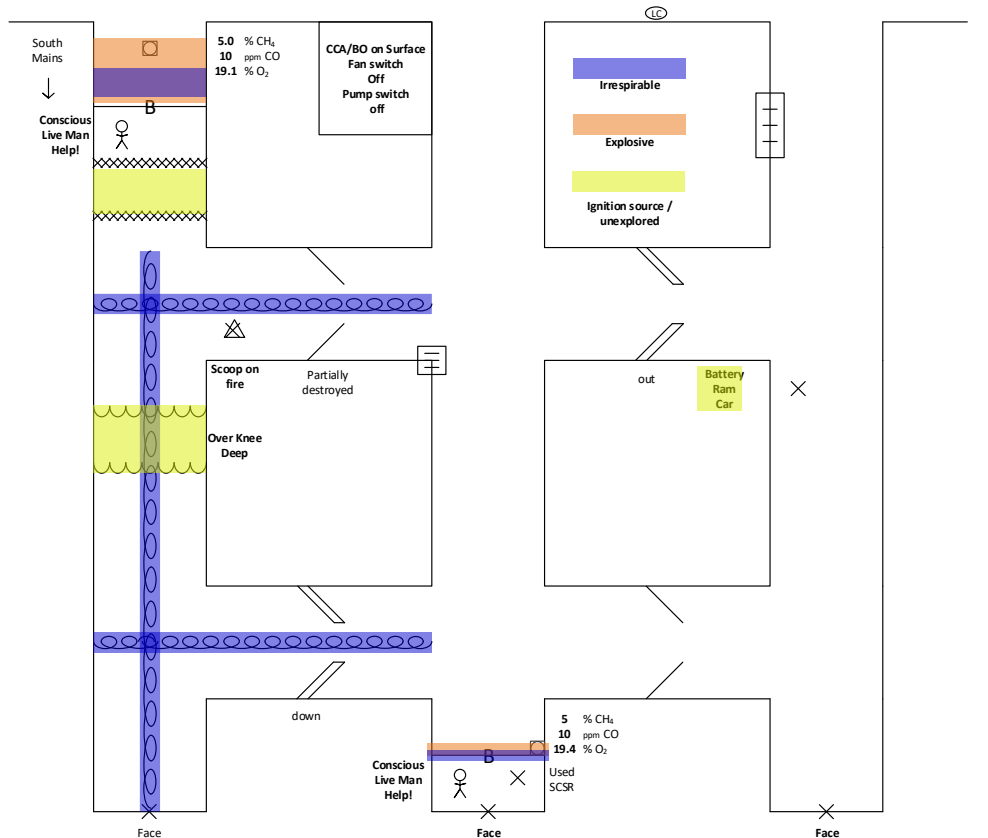 LC
South
Mains
5.0 % CH₄
10 ppm CO
19.1 % O₂
CCA/BO on Surface
Fan switch
Off
Pump switch
off
Irrespirable
B
Conscious
Live Man
Help!
Explosive
Ignition source /
unexplored
Scoop on
fire
Partially
destroyed
out
Battery
Ram
Car
Over Knee
Deep
down
5 % CH₄
10 ppm CO
19.4 % O₂
B
Conscious
Live Man
Help!
Used
SCSR
Face
Face
Face